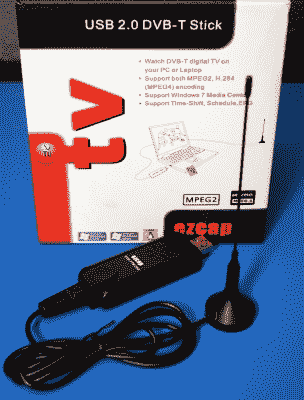 USB 2.0 DVB-T Stick
• Watch DVB-T digital TV on
your PC or Laptop
• Support both MPEG2, H.264
(MPEG4) encoding
• Support Windows 7 Media Center
• Support Time-Shift, Schedule, EPG
tv
MPEG2
ezcap